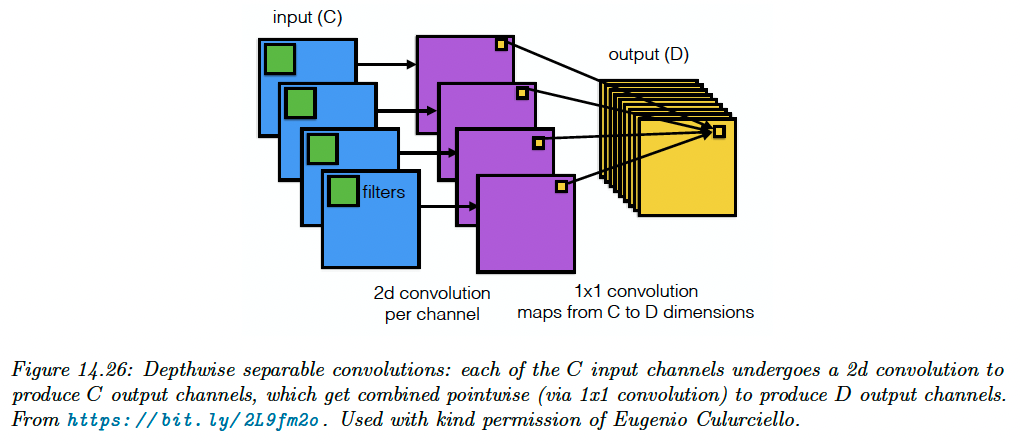 input (C)
output (D)
filters
2d convolution
per channel
1x1 convolution
maps from C to D dimensions
Figure 14.26: Depthwise separable convolutions: each of the C input channels undergoes a 2d convolution to
produce C output channels, which get combined pointwise (via 1x1 convolution) to produce D output channels.
From https://bit.ly/2L9fm2o. Used with kind permission of Eugenio Culurciello.